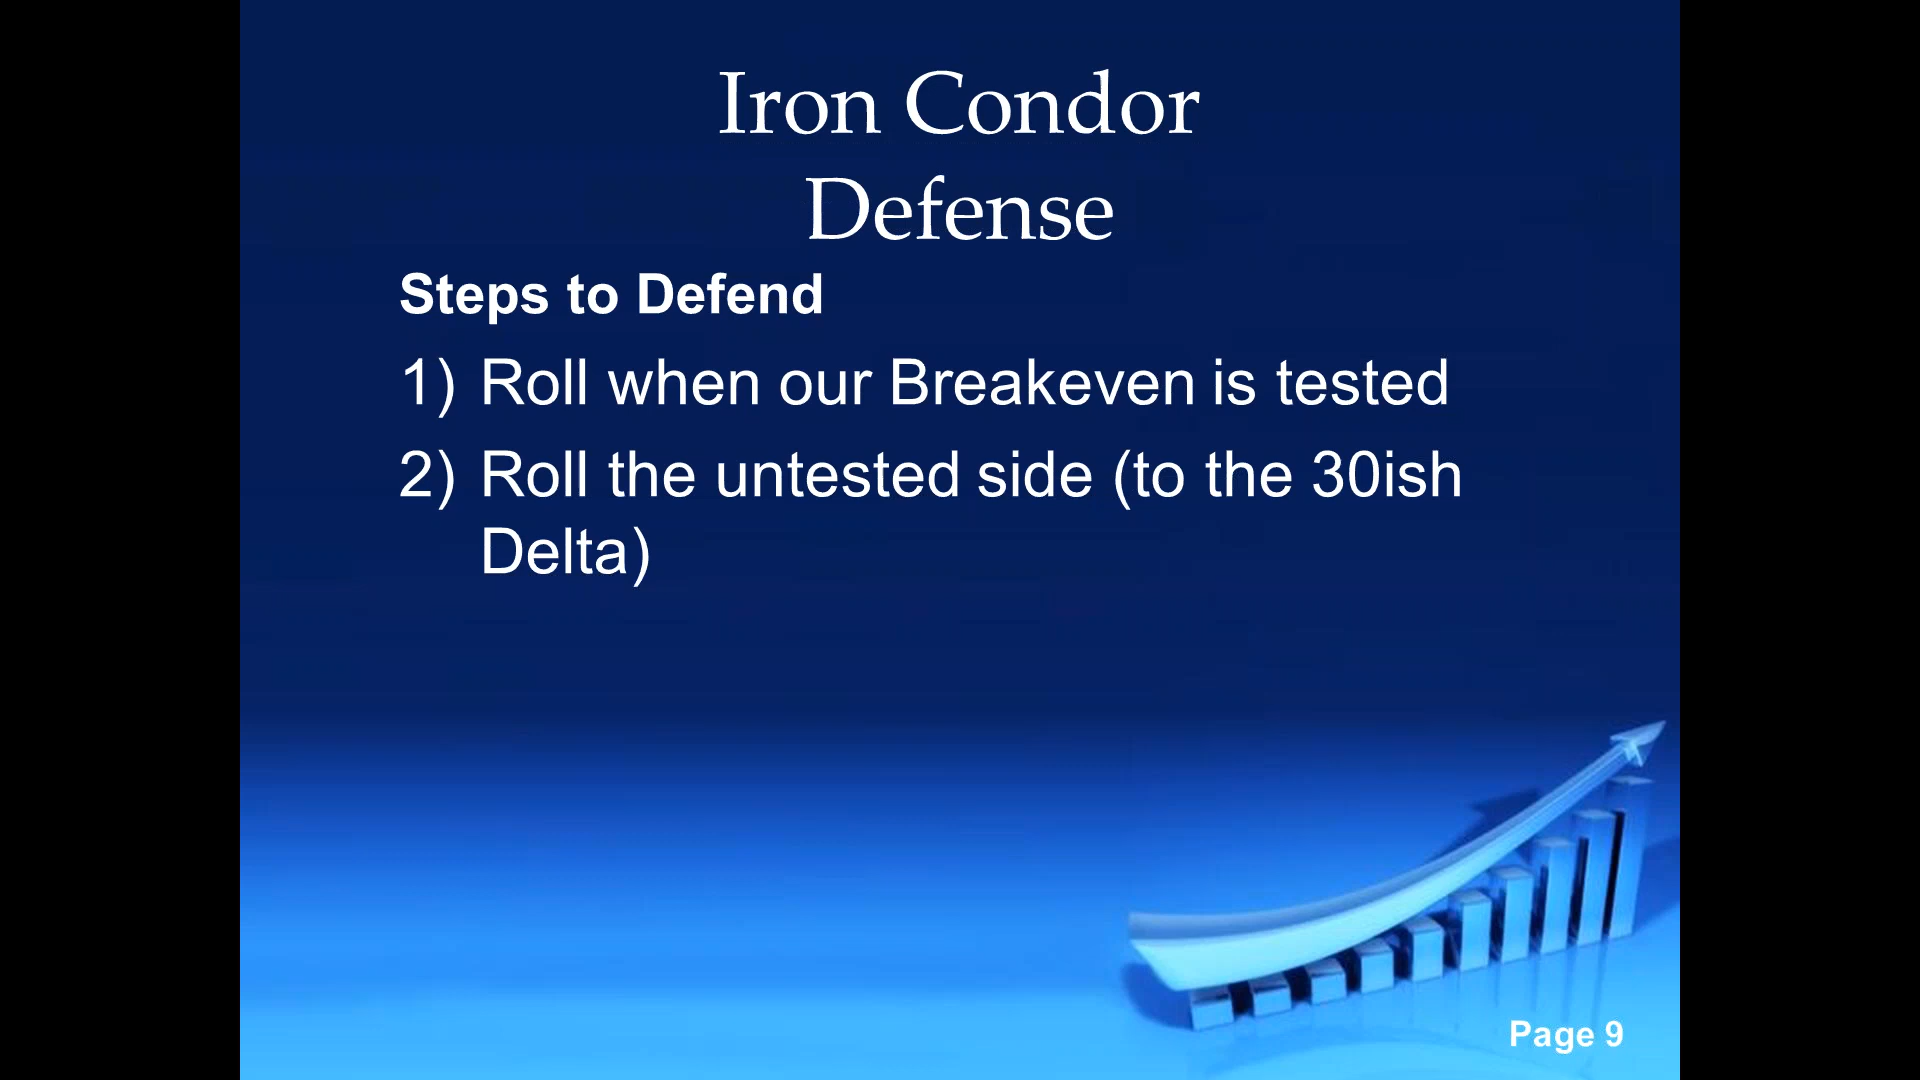 Iron Condor
Defense
Steps to Defend
1) Roll when our Breakeven is tested
2) Roll the untested side (to the 30ish
Delta)
Page 9